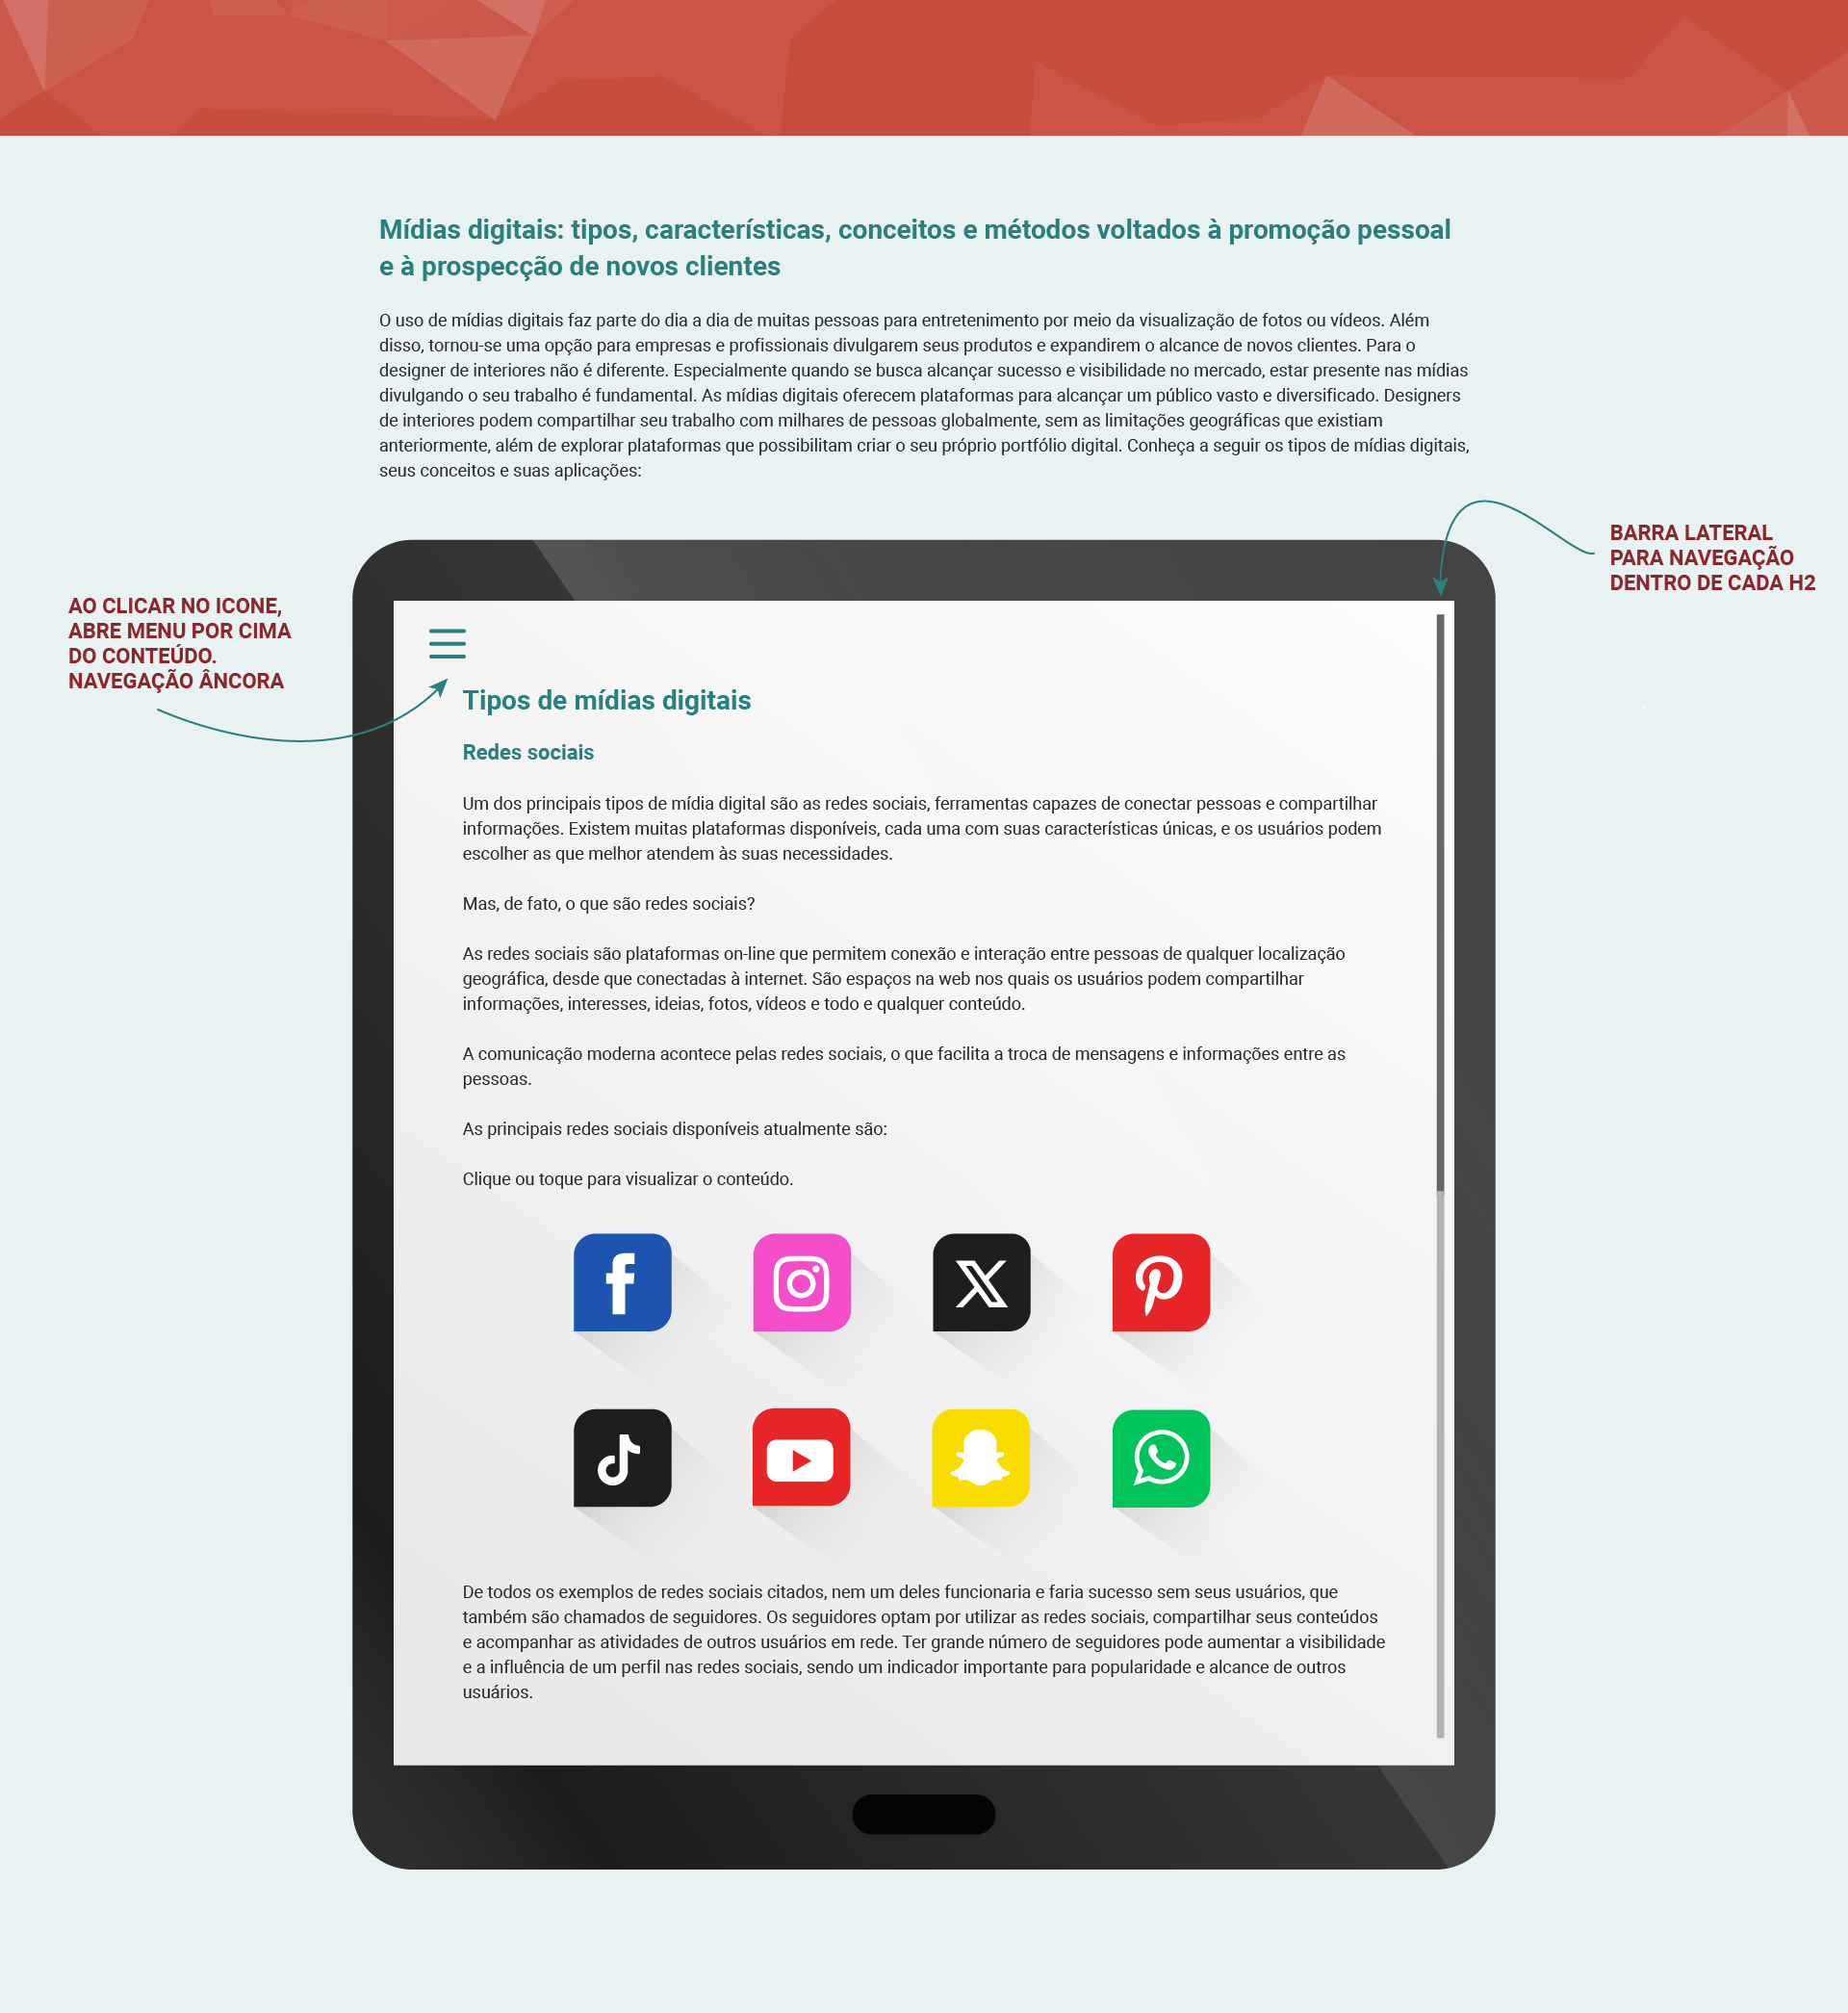 Mídias digitais: tipos, características, conceitos e métodos voltados à promoção pessoal
e à prospecção de novos clientes
O uso de mídias digitais faz parte do dia a dia de muitas pessoas para entretenimento por meio da visualização de fotos ou vídeos. Além
disso, tornou-se uma opção para empresas e profissionais divulgarem seus produtos e expandirem o alcance de novos clientes. Para o
designer de interiores não é diferente. Especialmente quando se busca alcançar sucesso e visibilidade no mercado, estar presente nas mídias
divulgando o seu trabalho é fundamental. As mídias digitais oferecem plataformas para alcançar um público vasto e diversificado. Designers
de interiores podem compartilhar seu trabalho com milhares de pessoas globalmente, sem as limitações geográficas que existiam
anteriormente, além de explorar plataformas que possibilitam criar o seu próprio portfólio digital. Conheça a seguir os tipos de mídias digitais,
seus conceitos e suas aplicações:
BARRA LATERAL
PARA NAVEGAÇÃO
DENTRO DE CADA H2
AO CLICAR NO ICONE,
ABRE MENU POR CIMA
DO CONTEÚDO.
NAVEGAÇÃO ÂNCORA
Tipos de mídias digitais
Redes sociais
Um dos principais tipos de mídia digital são as redes sociais, ferramentas capazes de conectar pessoas e compartilhar
informações. Existem muitas plataformas disponíveis, cada uma com suas características únicas, e os usuários podem
escolher as que melhor atendem às suas necessidades.
Mas, de fato, o que são redes sociais?
As redes sociais são plataformas on-line que permitem conexão e interação entre pessoas de qualquer localização
geográfica, desde que conectadas à internet. São espaços na web nos quais os usuários podem compartilhar
informações, interesses, ideias, fotos, vídeos e todo e qualquer conteúdo.
A comunicação moderna acontece pelas redes sociais, o que facilita a troca de mensagens e informações entre as
pessoas.
As principais redes sociais disponíveis atualmente são:
Clique ou toque para visualizar o conteúdo.
De todos os exemplos de redes sociais citados, nem um deles funcionaria e faria sucesso sem seus usuários, que
também são chamados de seguidores. Os seguidores optam por utilizar as redes sociais, compartilhar seus conteúdos
e acompanhar as atividades de outros usuários em rede. Ter grande número de seguidores pode aumentar a visibilidade
e a influência de um perfil nas redes sociais, sendo um indicador importante para popularidade e alcance de outros
usuários.